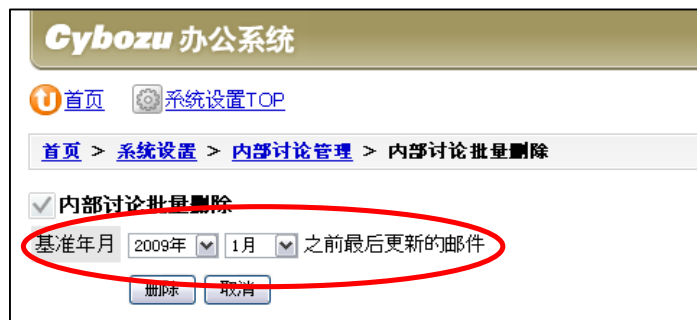 Cybozu 办公系统
首页 系统设置TOP
首页 > 系统设置 > 内部讨论管理 > 内部讨论批量删除
内部讨论批量删除
基准年月 2009年 1月 之前最后更新的邮件
删除 取消